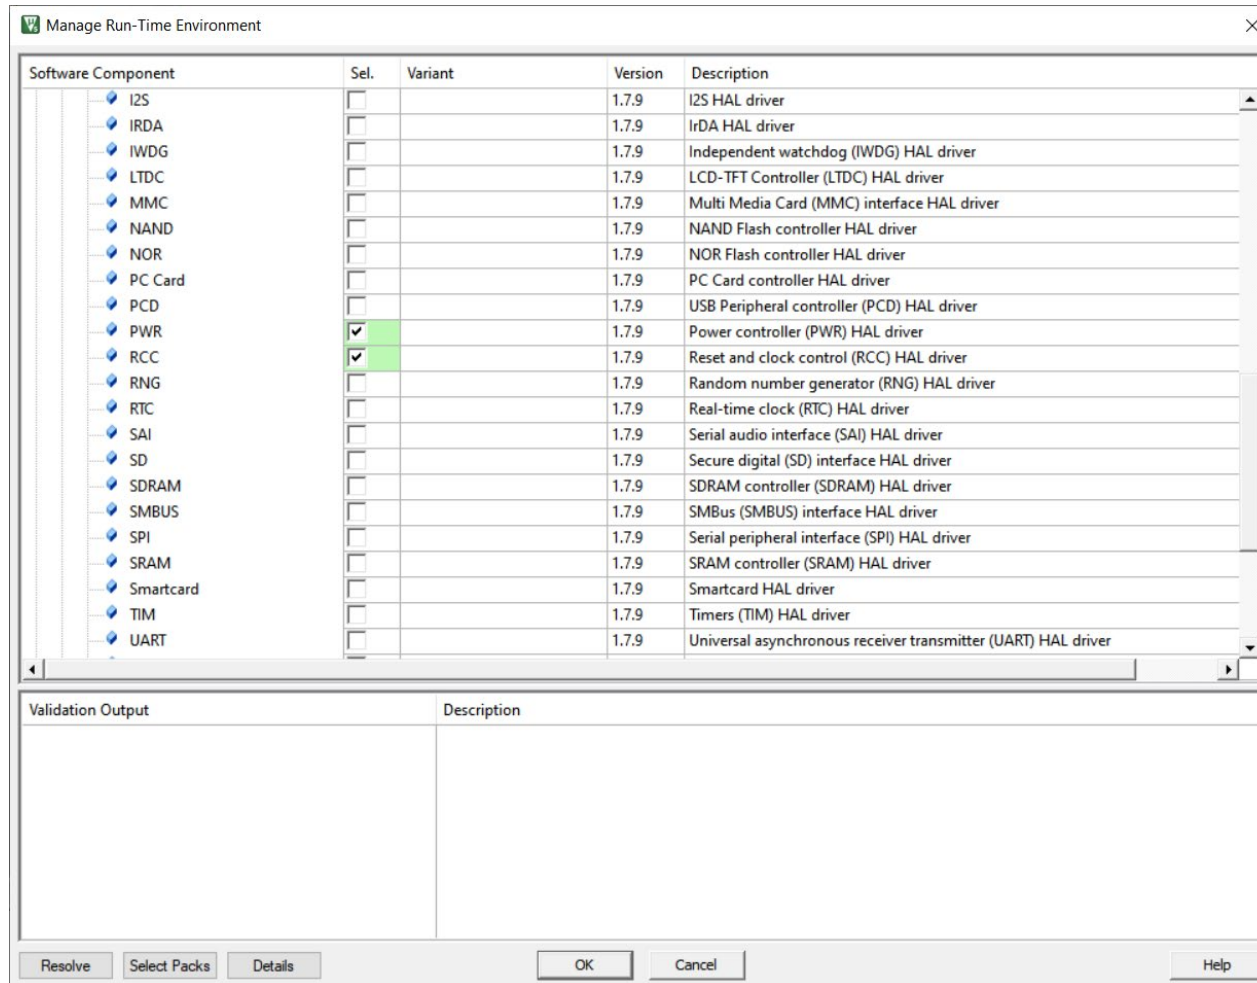 Manage Run-Time Environment
Software Component Sel. Variant Version Description
I2S 1.7.9 I2S HAL driver
IRDA 1.7.9 IrDA HAL driver
IWDG 1.7.9 Independent watchdog (IWDG) HAL driver
LTDC 1.7.9 LCD-TFT Controller (LTDC) HAL driver
MMC 1.7.9 Multi Media Card (MMC) interface HAL driver
NAND 1.7.9 NAND Flash controller HAL driver
NOR 1.7.9 NOR Flash controller HAL driver
PC Card 1.7.9 PC Card controller HAL driver
PCD 1.7.9 USB Peripheral controller (PCD) HAL driver
PWR 1.7.9 Power controller (PWR) HAL driver
RCC 1.7.9 Reset and clock control (RCC) HAL driver
RNG 1.7.9 Random number generator (RNG) HAL driver
RTC 1.7.9 Real-time clock (RTC) HAL driver
SAI 1.7.9 Serial audio interface (SAI) HAL driver
SD 1.7.9 Secure digital (SD) interface HAL driver
SDRAM 1.7.9 SDRAM controller (SDRAM) HAL driver
SMBUS 1.7.9 SMBus (SMBUS) interface HAL driver
SPI 1.7.9 Serial peripheral interface (SPI) HAL driver
SRAM 1.7.9 SRAM controller (SRAM) HAL driver
Smartcard 1.7.9 Smartcard HAL driver
TIM 1.7.9 Timers (TIM) HAL driver
UART 1.7.9 Universal asynchronous receiver transmitter (UART) HAL driver
Validation Output Description
Resolve Select Packs Details OK Cancel Help